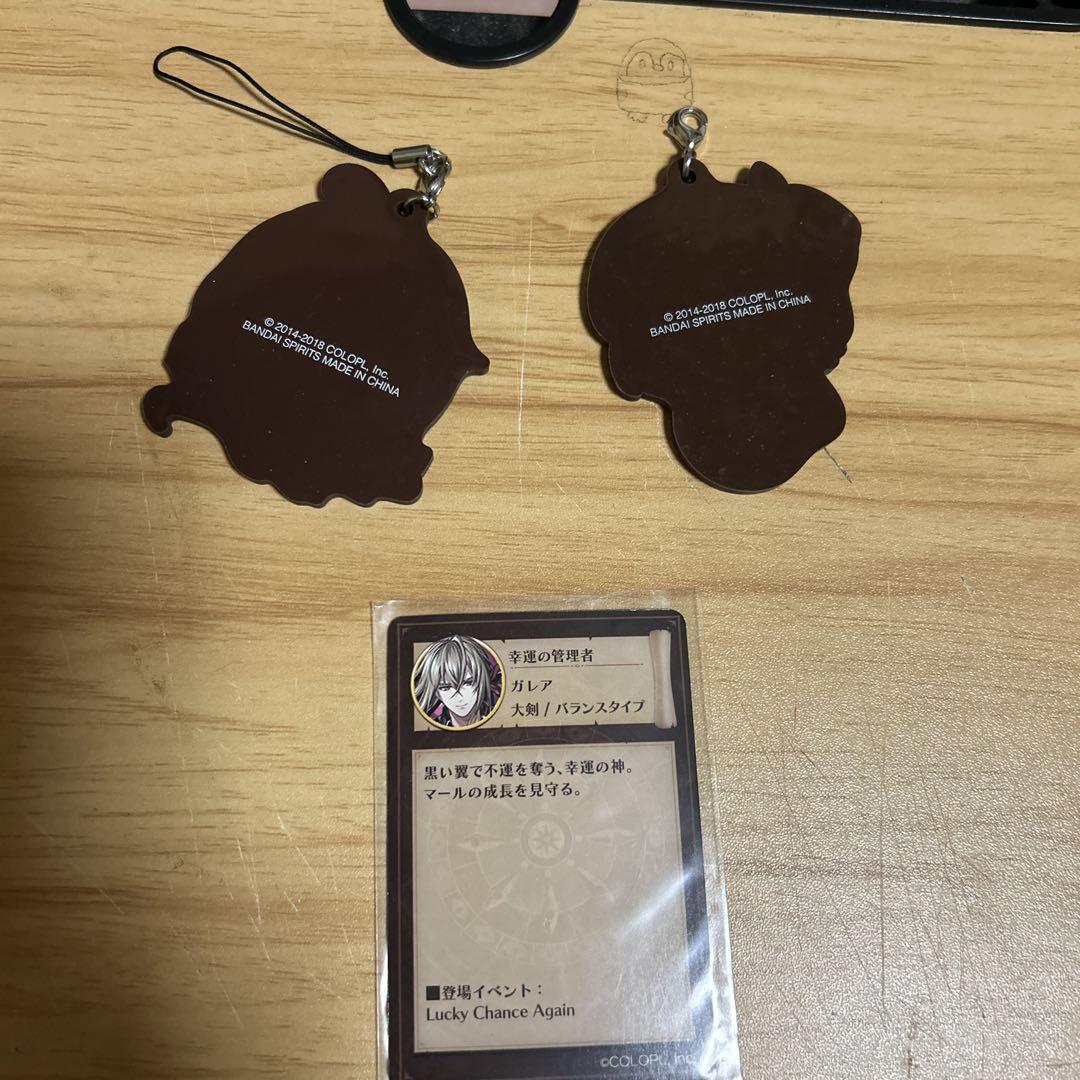 © 2014-2018 COLOPL, Inc.
BANDAI SPIRITS MADE IN CHINA
© 2014-2018 COLOPL, Inc.
BANDAI SPIRITS MADE IN CHINA
幸運の管理者
ガレア
大剣 / バランスタイプ
黒い翼で不運を奪う、幸運の神。
マールの成長を見守る。
■登場イベント：
Lucky Chance Again
©COLOPL, Inc.